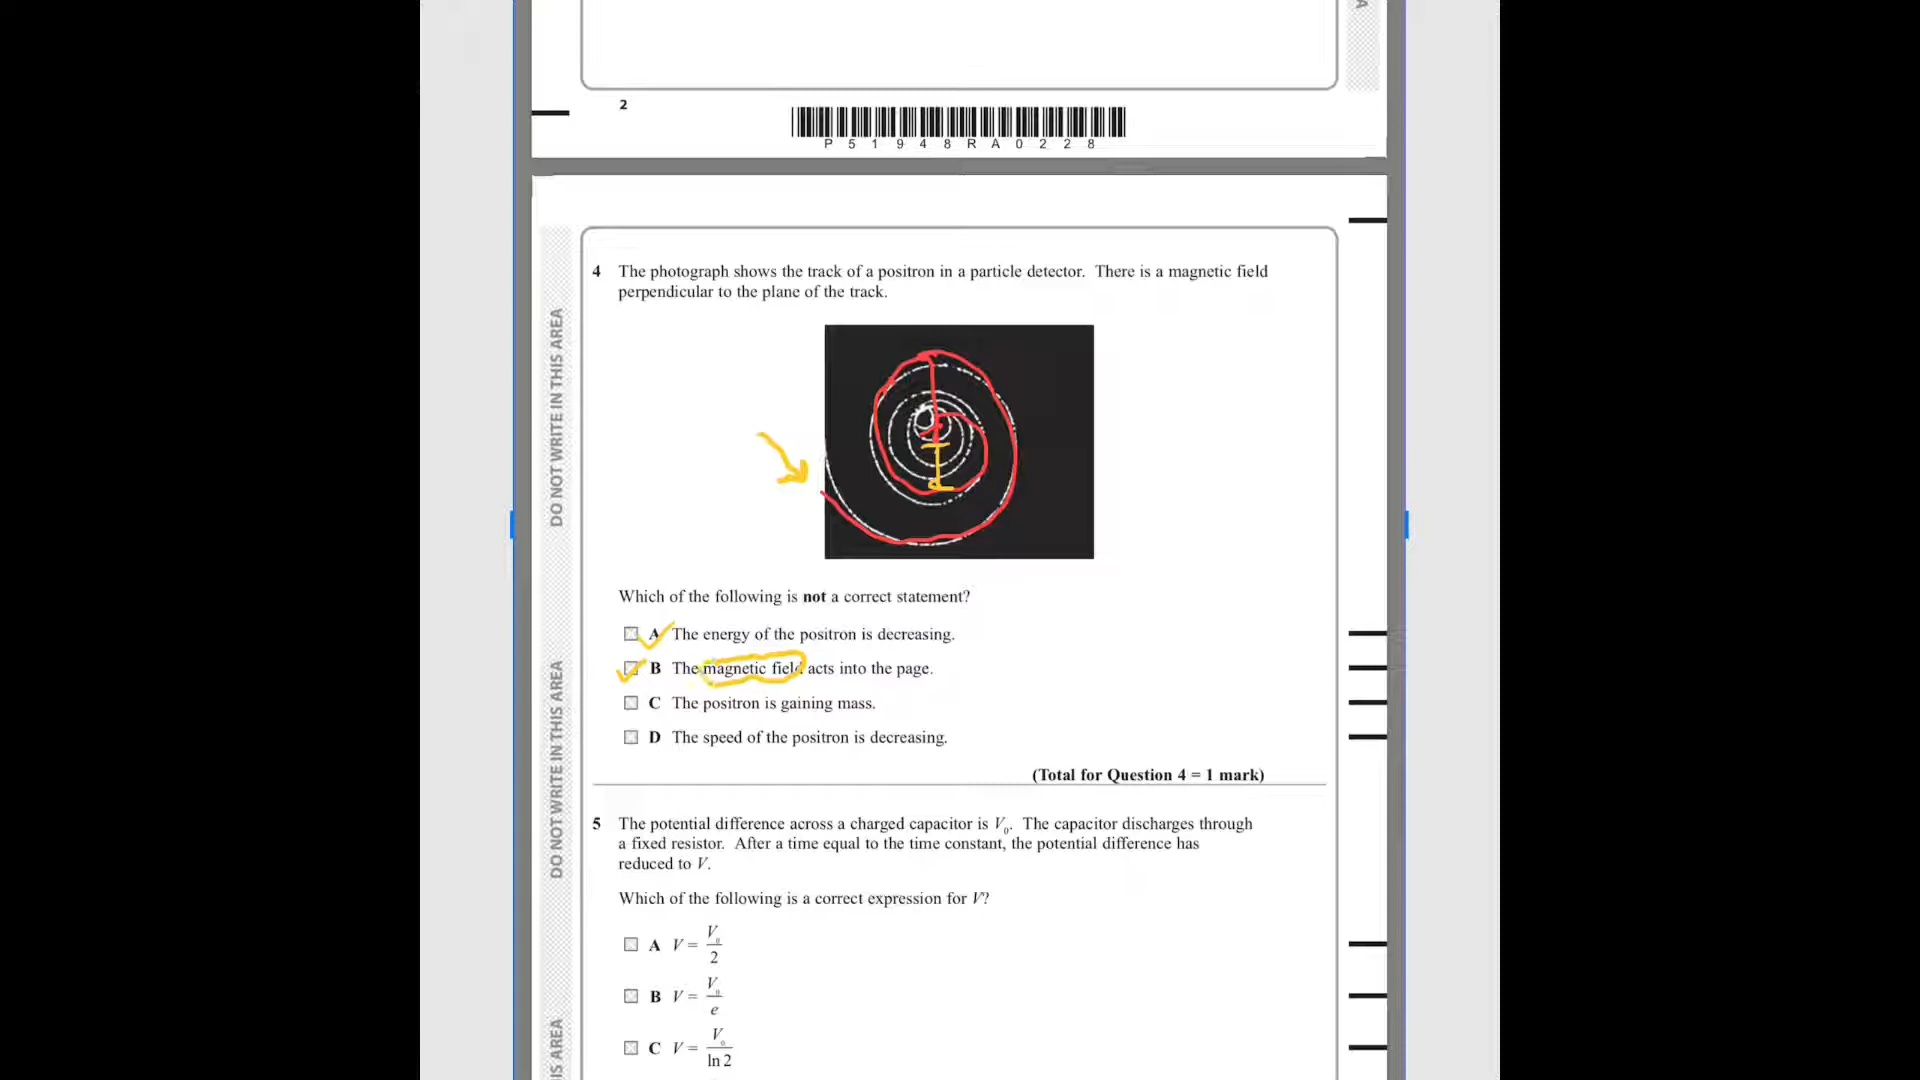 A
2
P 5 1 9 4 8 R A 0 2 2 8
DO NOT WRITE IN THIS AREA
4 The photograph shows the track of a positron in a particle detector. There is a magnetic field
perpendicular to the plane of the track.
Which of the following is not a correct statement?
A The energy of the positron is decreasing.
B The magnetic field acts into the page.
C The positron is gaining mass.
D The speed of the positron is decreasing.
(Total for Question 4 = 1 mark)
DO NOT WRITE IN THIS AREA
5 The potential difference across a charged capacitor is V₀. The capacitor discharges through
a fixed resistor. After a time equal to the time constant, the potential difference has
reduced to V.
Which of the following is a correct expression for V?
A V = V₀/2
B V = V₀/e
C V = V₀/ln 2
IS AREA